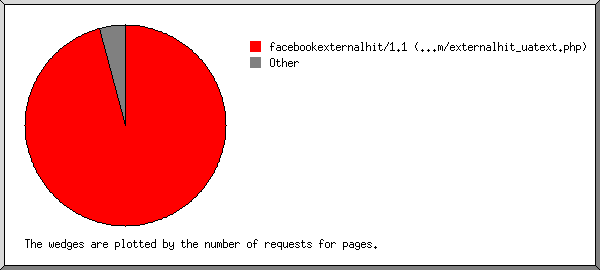 facebookexternalhit/1.1 (...m/externalhit_uatext.php)
Other
The wedges are plotted by the number of requests for pages.